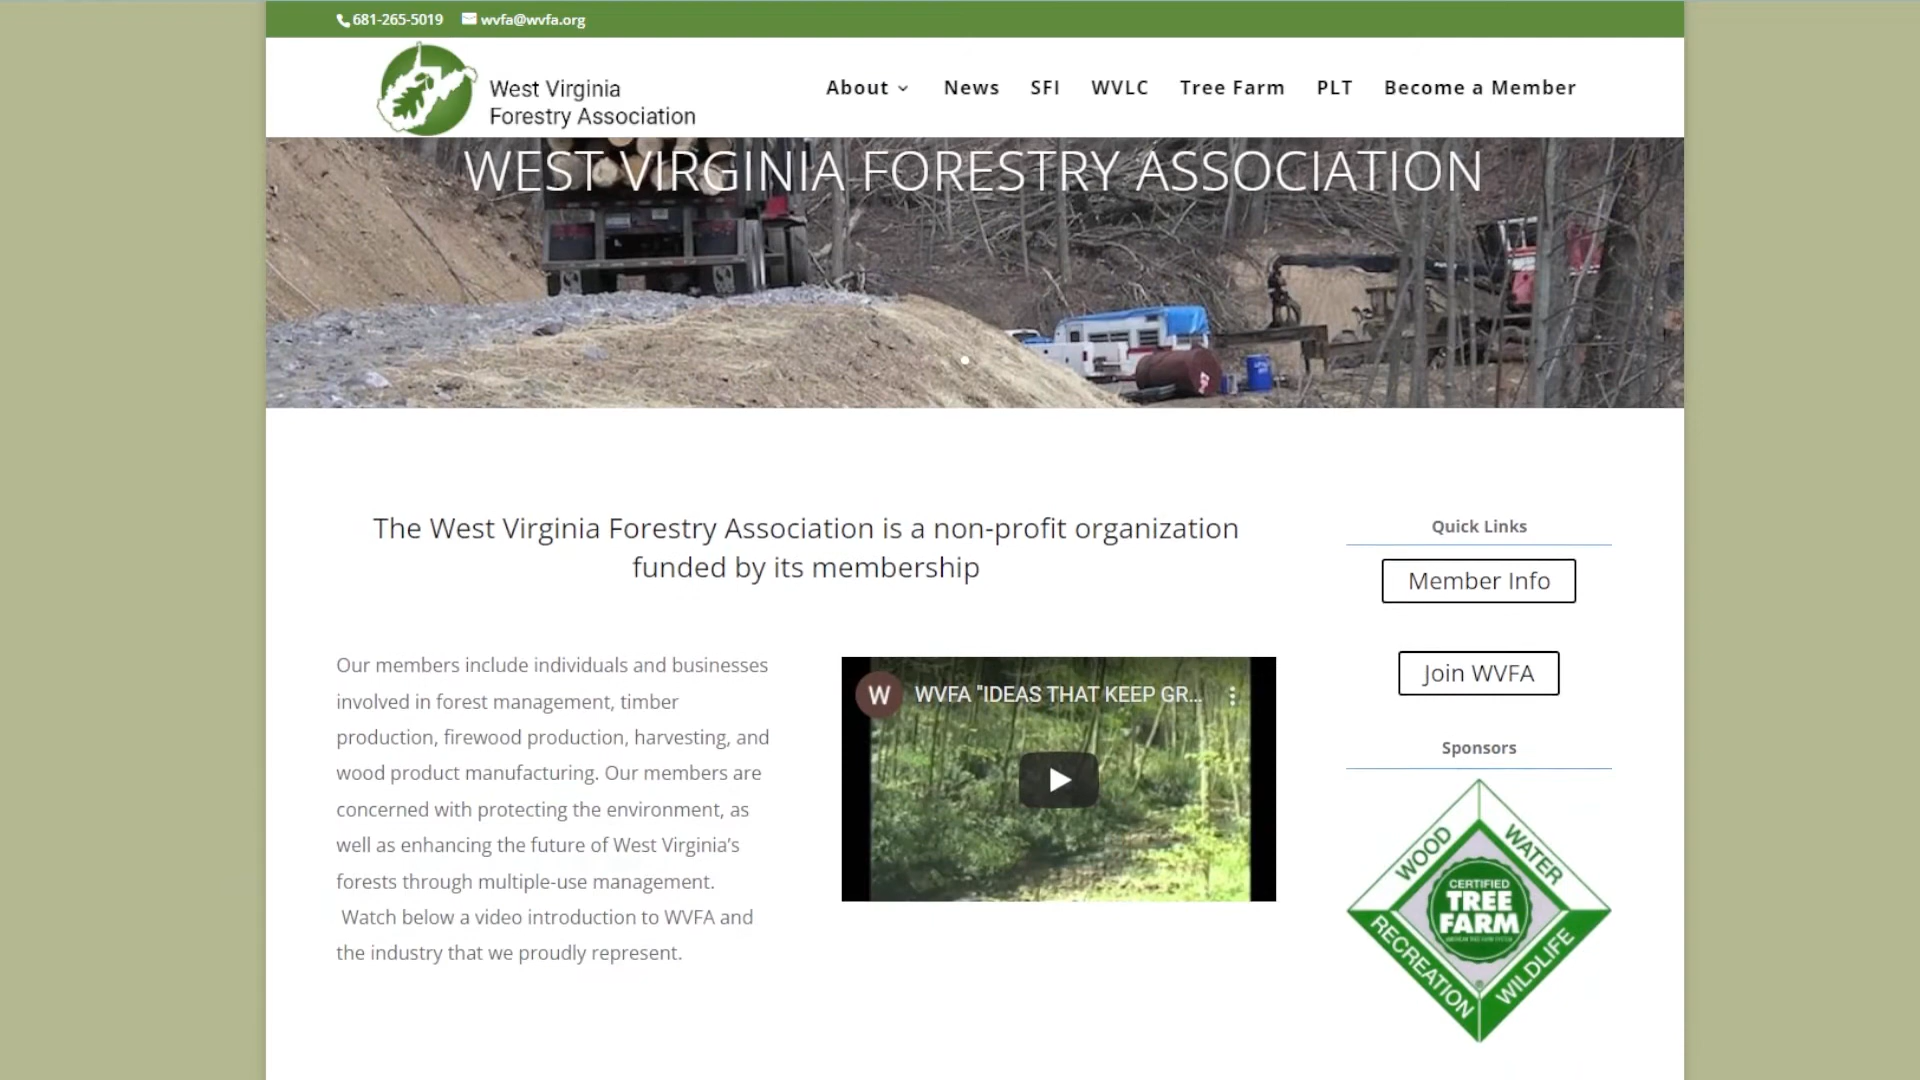 681-265-5019 wvfa@wvfa.org
West Virginia
Forestry Association
About News SFI WVLC Tree Farm PLT Become a Member
WEST VIRGINIA FORESTRY ASSOCIATION
The West Virginia Forestry Association is a non-profit organization
funded by its membership
Our members include individuals and businesses
involved in forest management, timber
production, firewood production, harvesting, and
wood product manufacturing. Our members are
concerned with protecting the environment, as
well as enhancing the future of West Virginia’s
forests through multiple-use management.
Watch below a video introduction to WVFA and
the industry that we proudly represent.
W WVFA "IDEAS THAT KEEP GR...
Quick Links
Member Info
Join WVFA
Sponsors
WOOD
WATER
CERTIFIED
TREE
FARM
AMERICAN TREE FARM SYSTEM
RECREATION
WILDLIFE
®